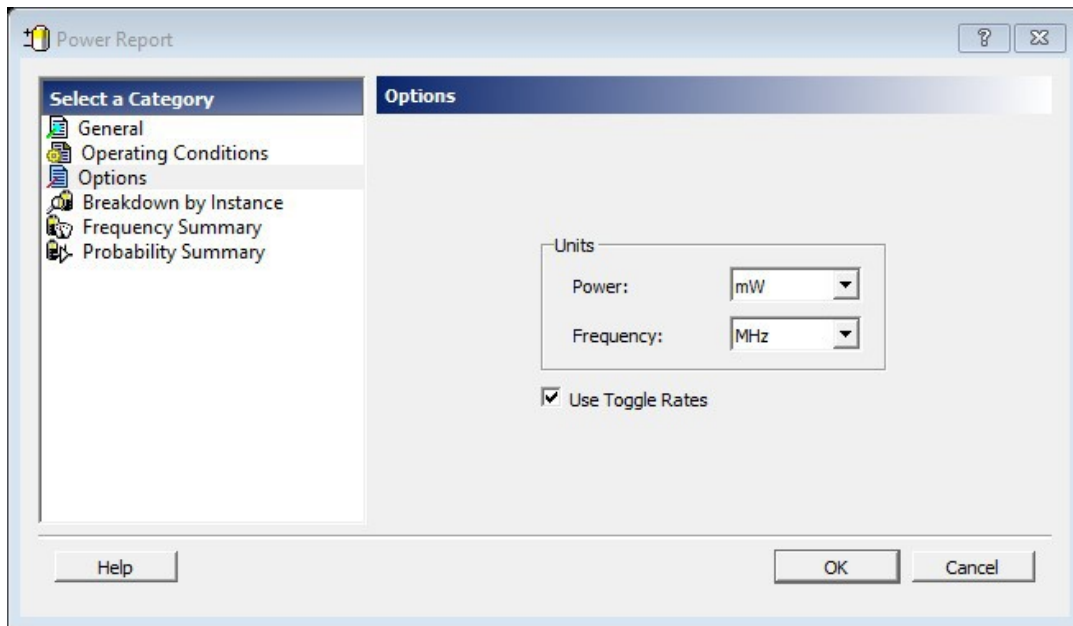 Power Report
Select a Category
General
Operating Conditions
Options
Breakdown by Instance
Frequency Summary
Probability Summary
Options
Units
Power: mW
Frequency: MHz
Use Toggle Rates
Help OK Cancel